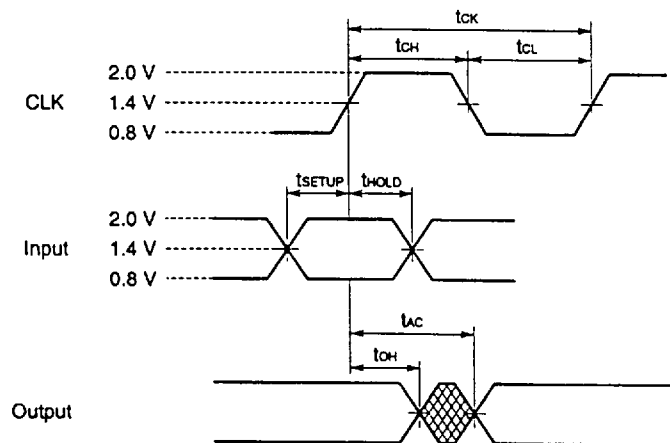 tCK
tCH
tCL
2.0 V
CLK
1.4 V
0.8 V
tSETUP
tHOLD
2.0 V
Input
1.4 V
0.8 V
tAC
tOH
Output